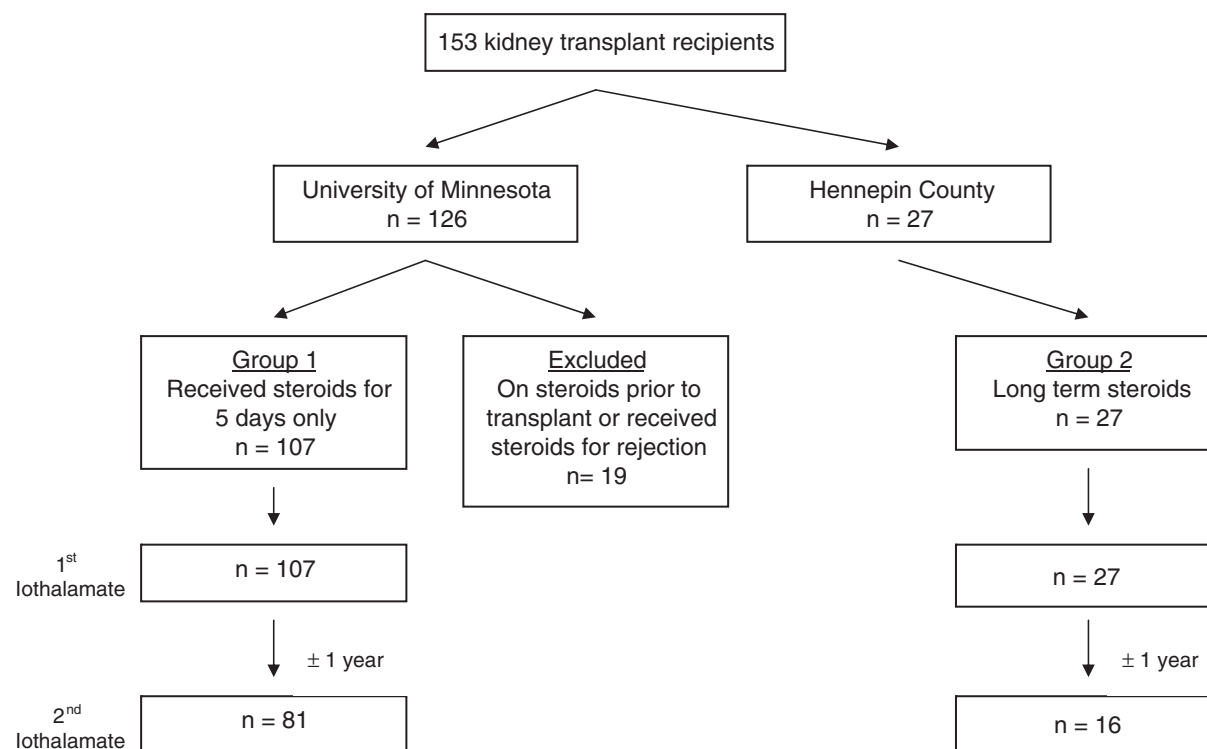 153 kidney transplant recipients
University of Minnesota
n = 126
Hennepin County
n = 27
Group 1
Received steroids for
5 days only
n = 107
Excluded
On steroids prior to
transplant or received
steroids for rejection
n= 19
Group 2
Long term steroids
n = 27
1st
Iothalamate
n = 107
n = 27
± 1 year
± 1 year
2nd
Iothalamate
n = 81
n = 16